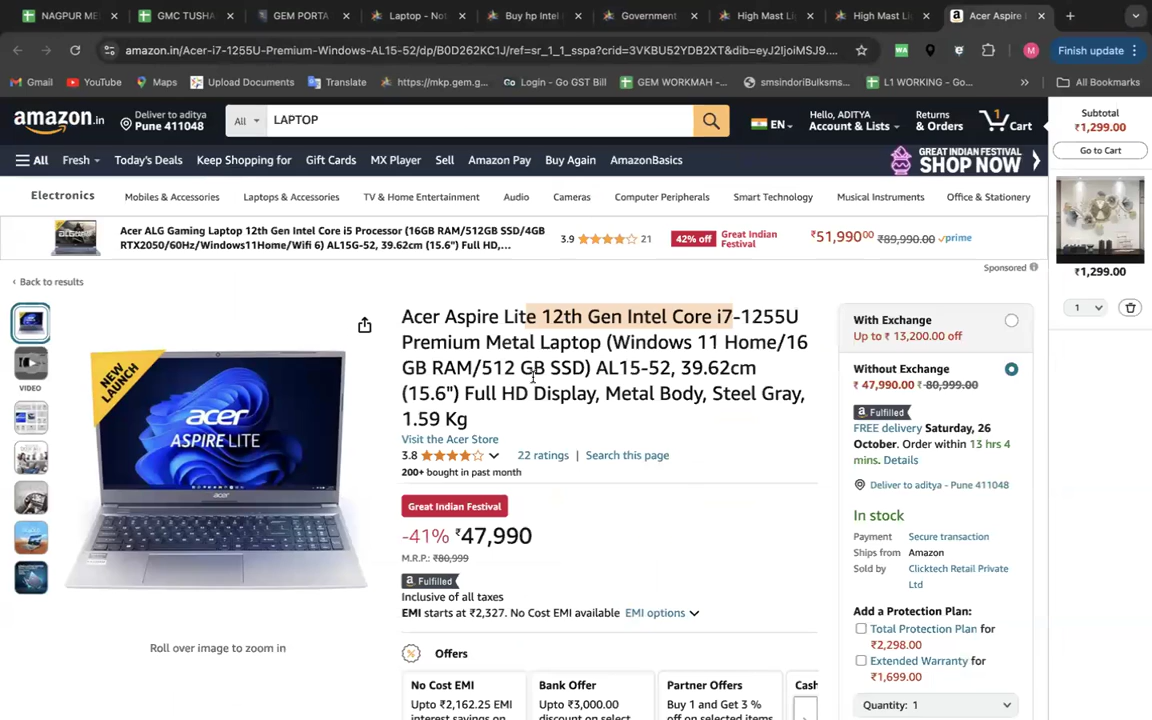 NAGPUR ME
GMC TUSHA
GEM PORTA
Laptop - Not
Buy hp Intel
Government
High Mast Li
High Mast Li
Acer Aspire
amazon.in/Acer-i7-1255U-Premium-Windows-AL15-52/dp/B0D262KC1J/ref=sr_1_1_sspa?crid=3VKBU52YDB2XT&dib=eyJ2IjoiMSJ9....
M
Finish update
Gmail
YouTube
Maps
Upload Documents
Translate
https://mkp.gem.g...
Login - Go GST Bill
GEM WORKMAH -...
smsindoriBulksms...
L1 WORKING - Go...
All Bookmarks
amazon.in
Deliver to aditya
Pune 411048
All
LAPTOP
EN
Hello, ADITYA
Account & Lists
Returns
& Orders
1
Cart
Subtotal
₹1,299.00
Go to Cart
All
Fresh
Today's Deals
Keep Shopping for
Gift Cards
MX Player
Sell
Amazon Pay
Buy Again
AmazonBasics
GREAT INDIAN FESTIVAL
SHOP NOW
Electronics
Mobiles & Accessories
Laptops & Accessories
TV & Home Entertainment
Audio
Cameras
Computer Peripherals
Smart Technology
Musical Instruments
Office & Stationery
Acer ALG Gaming Laptop 12th Gen Intel Core i5 Processor (16GB RAM/512GB SSD/4GB
RTX2050/60Hz/Windows11Home/Wifi 6) AL15G-52, 39.62cm (15.6") Full HD,...
3.9
21
42% off
Great Indian
Festival
₹51,990⁰⁰
₹89,990.00
prime
Sponsored
₹1,299.00
1
‹ Back to results
VIDEO
NEW
LAUNCH
acer
ASPIRE LITE
acer
Roll over image to zoom in
Acer Aspire Lite 12th Gen Intel Core i7-1255U
Premium Metal Laptop (Windows 11 Home/16
GB RAM/512 GB SSD) AL15-52, 39.62cm
(15.6") Full HD Display, Metal Body, Steel Gray,
1.59 Kg
Visit the Acer Store
3.8
22 ratings | Search this page
200+ bought in past month
Great Indian Festival
-41% ₹47,990
M.R.P.: ₹80,999
a Fulfilled
Inclusive of all taxes
EMI starts at ₹2,327. No Cost EMI available EMI options
Offers
No Cost EMI
Upto ₹2,162.25 EMI
interest savings on
Bank Offer
Upto ₹3,000.00
discount on select
Partner Offers
Buy 1 and Get 3 %
off on selected items
Cash
With Exchange
Up to ₹ 13,200.00 off
Without Exchange
₹ 47,990.00 ₹ 80,999.00
a Fulfilled
FREE delivery Saturday, 26
October. Order within 13 hrs 4
mins. Details
Deliver to aditya - Pune 411048
In stock
Payment
Secure transaction
Ships from
Amazon
Sold by
Clicktech Retail Private
Ltd
Add a Protection Plan:
Total Protection Plan for
₹2,298.00
Extended Warranty for
₹1,699.00
Quantity: 1